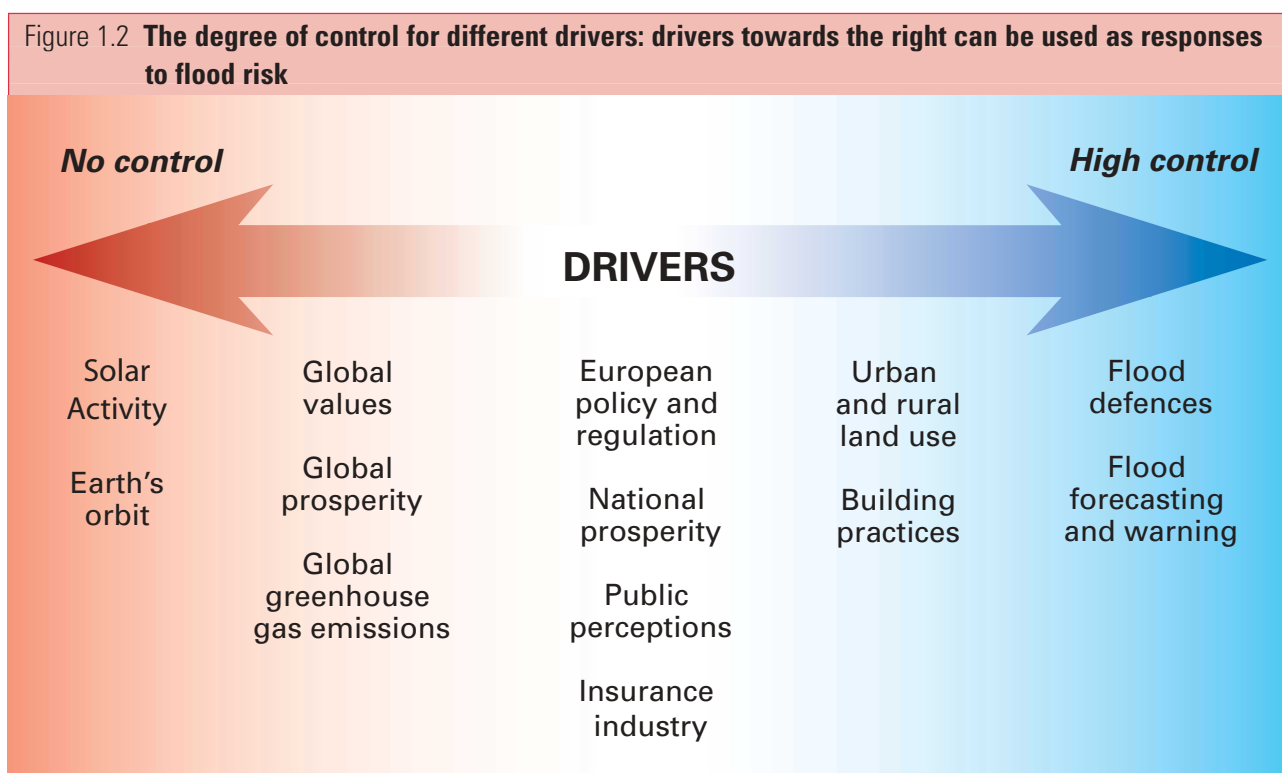 Figure 1.2 The degree of control for different drivers: drivers towards the right can be used as responses
to flood risk
No control
High control
DRIVERS
Solar
Activity
Earth's
orbit
Global
values
Global
prosperity
Global
greenhouse
gas emissions
European
policy and
regulation
National
prosperity
Public
perceptions
Insurance
industry
Urban
and rural
land use
Building
practices
Flood
defences
Flood
forecasting
and warning